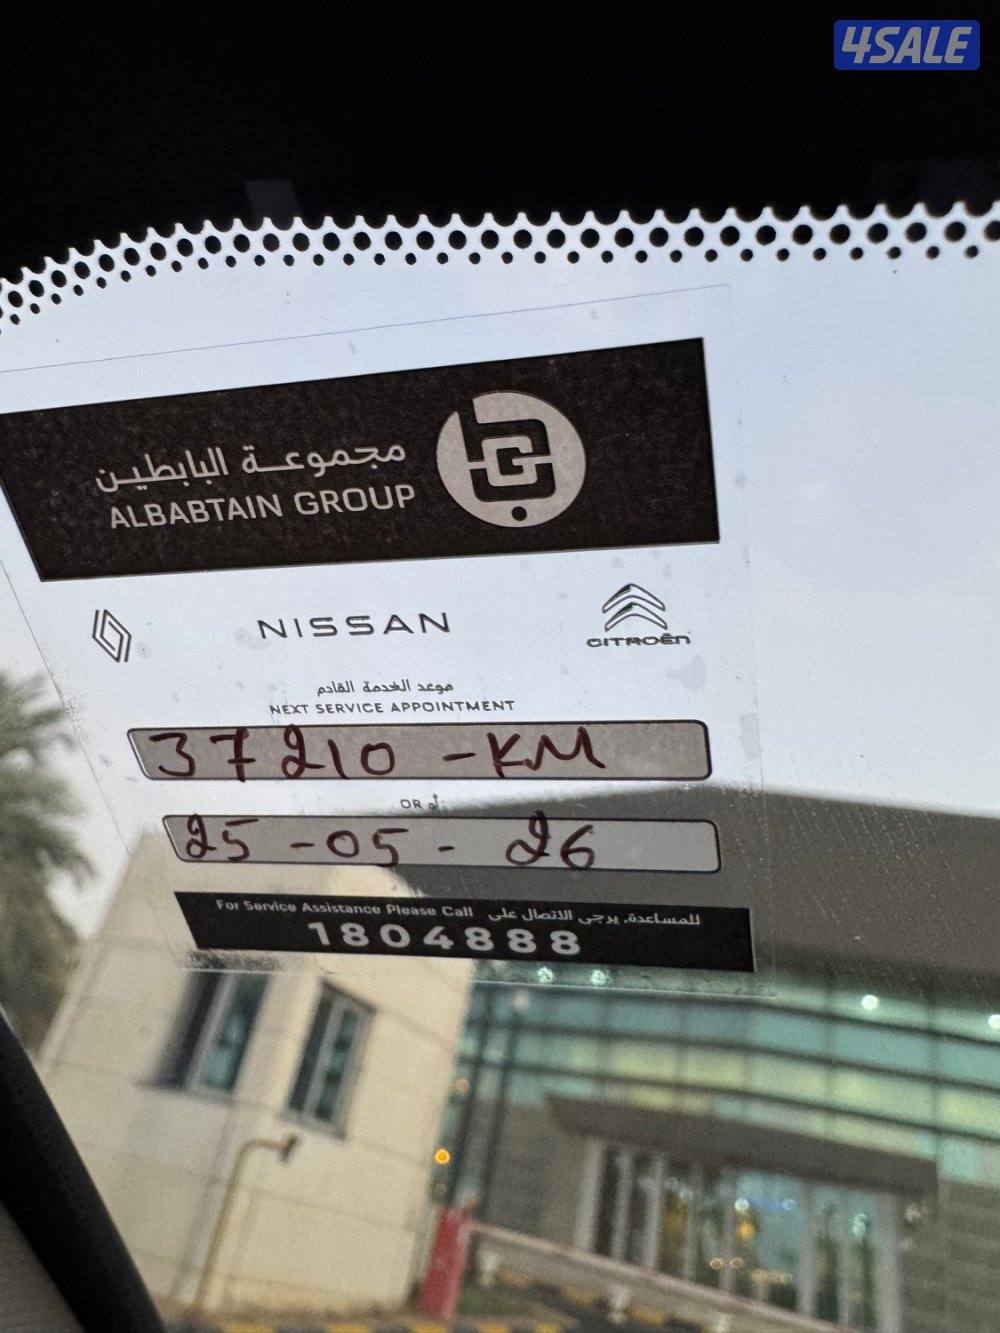 4SALE
مجموعة البابطين
ALBABTAIN GROUP
NISSAN
CITROËN
موعد الخدمة القادم
NEXT SERVICE APPOINTMENT
37210 -KM
OR أو
25 -05 - 26
For Service Assistance Please Call للمساعدة، يرجى الاتصال على
1804888